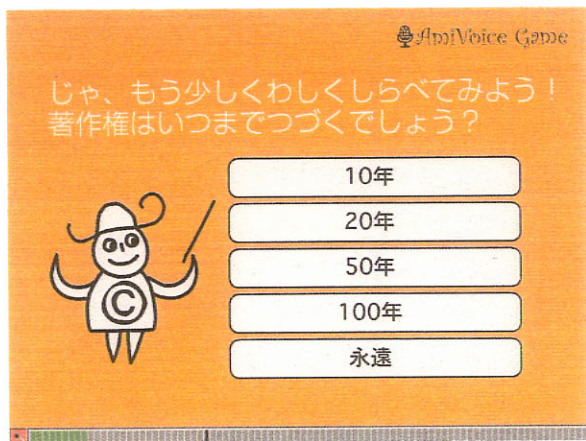 AmiVoice Game
じゃ、もう少しくわしくしらべてみよう！
著作権はいつまでつづくでしょう？
10年
20年
50年
100年
永遠
©